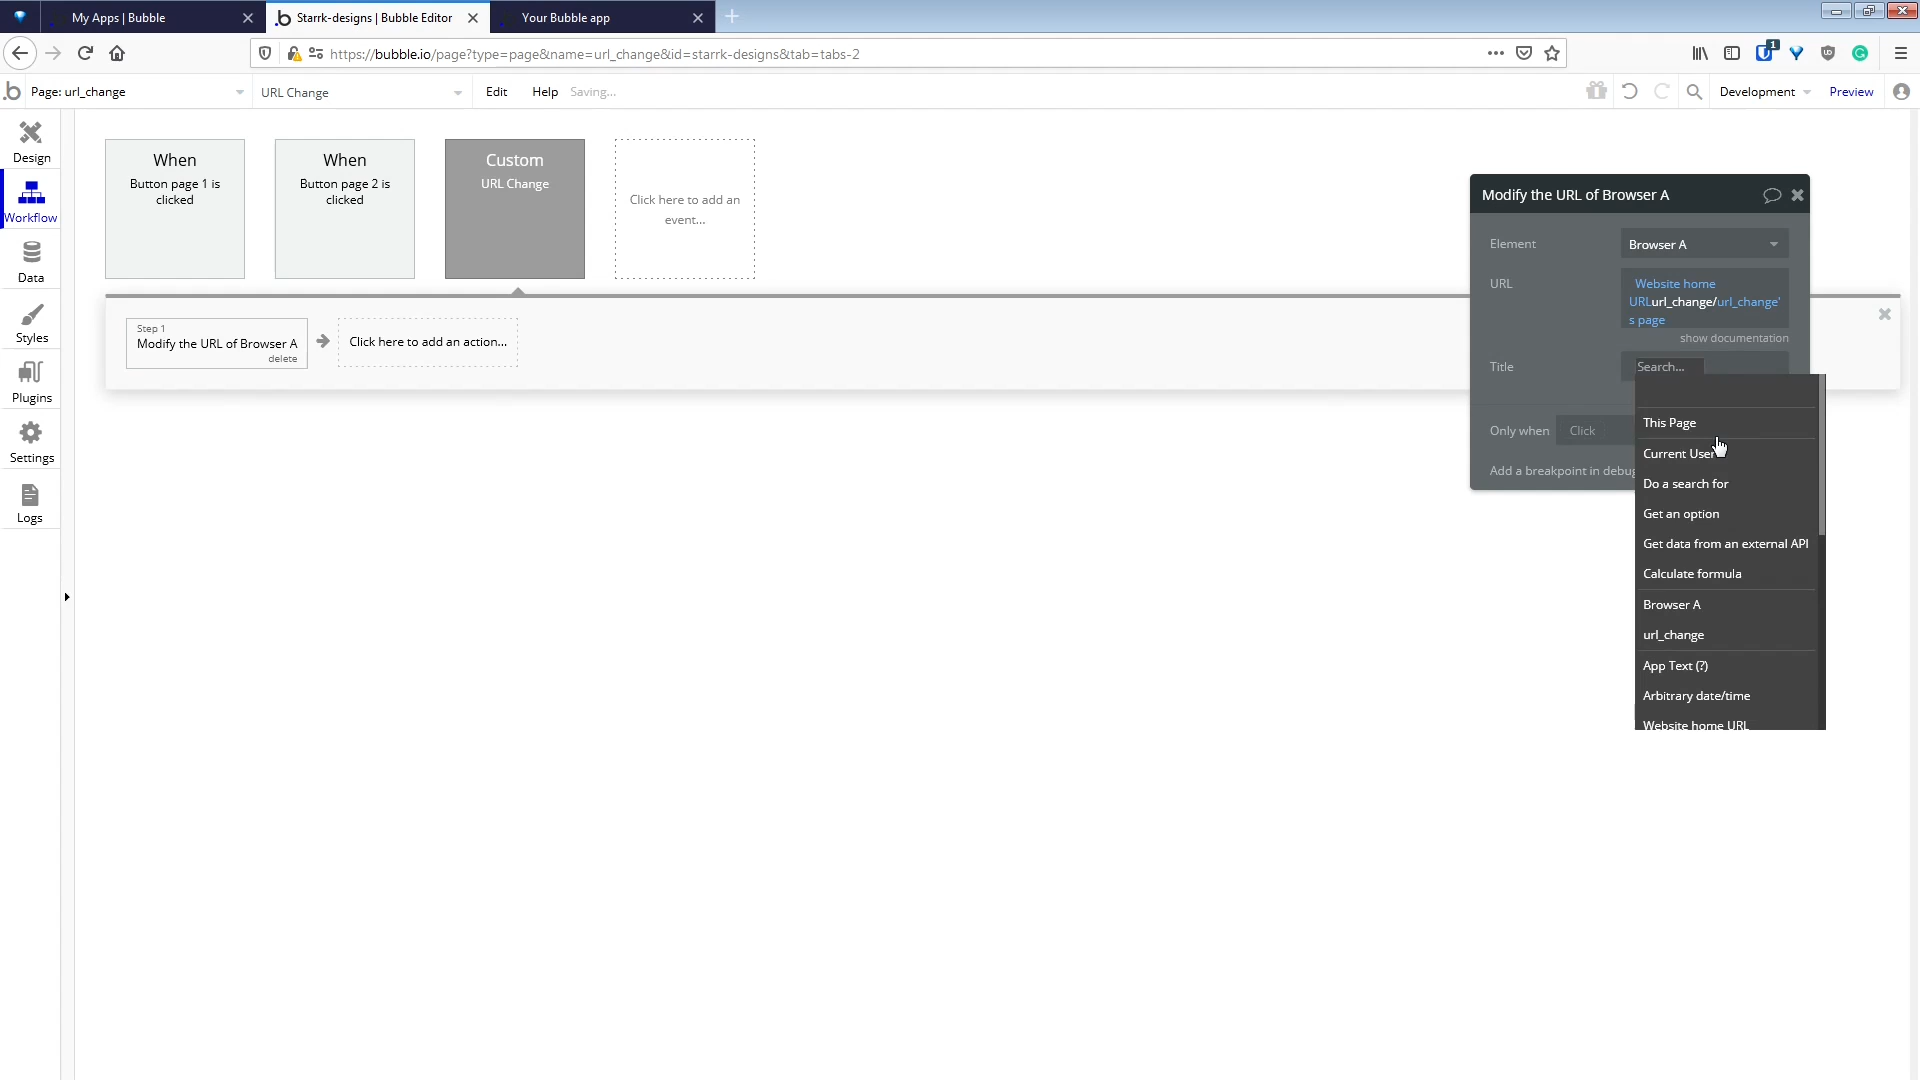 My Apps | Bubble
Starrk-designs | Bubble Editor
Your Bubble app
https://bubble.io/page?type=page&name=url_change&id=starrk-designs&tab=tabs-2
1
Page: url_change
URL Change
Edit
Help
Saving...
Development
Preview
Design
Workflow
Data
Styles
Plugins
Settings
Logs
When
Button page 1 is
clicked
When
Button page 2 is
clicked
Custom
URL Change
Click here to add an
event...
Step 1
Modify the URL of Browser A
delete
Click here to add an action...
Modify the URL of Browser A
Element
Browser A
URL
Website home
URLurl_change/url_change'
s page
show documentation
Title
Search...
Only when
Click
Add a breakpoint in debug
This Page
Current User
Do a search for
Get an option
Get data from an external API
Calculate formula
Browser A
url_change
App Text (?)
Arbitrary date/time
Website home URL